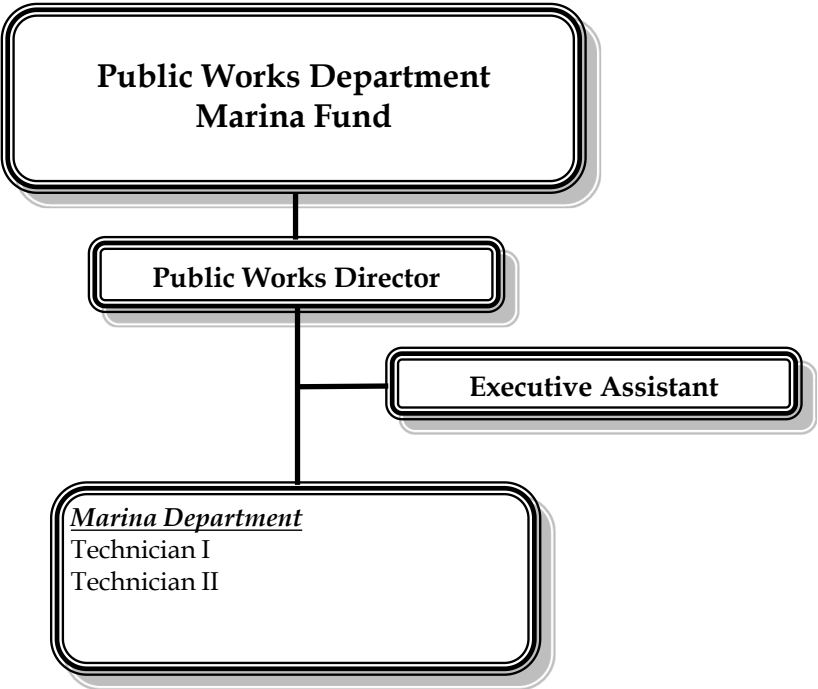 Public Works Department
Marina Fund
Public Works Director
Executive Assistant
Marina Department
Technician I
Technician II